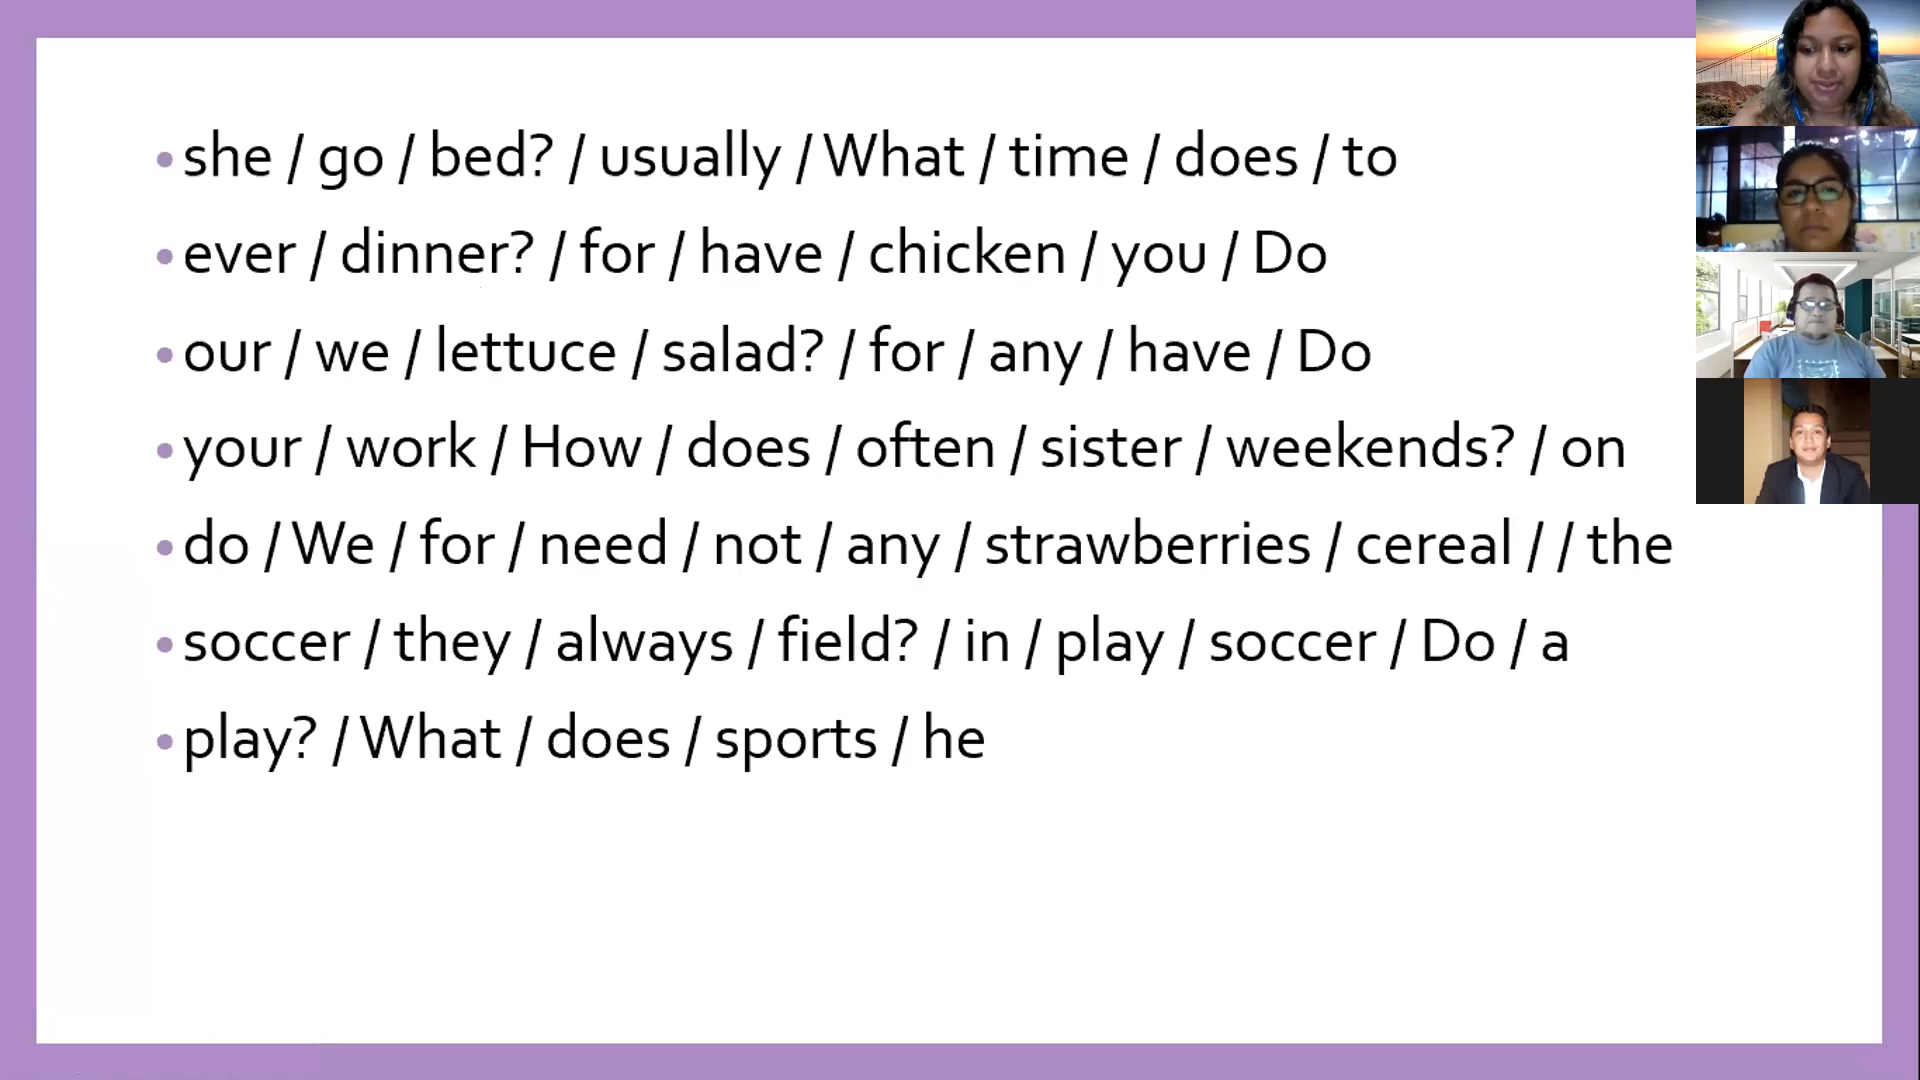 she / go / bed? / usually / What / time / does / to
ever / dinner? / for / have / chicken / you / Do
our / we / lettuce / salad? / for / any / have / Do
your / work / How / does / often / sister / weekends? / on
do / We / for / need / not / any / strawberries / cereal / / the
soccer / they / always / field? / in / play / soccer / Do / a
play? / What / does / sports / he